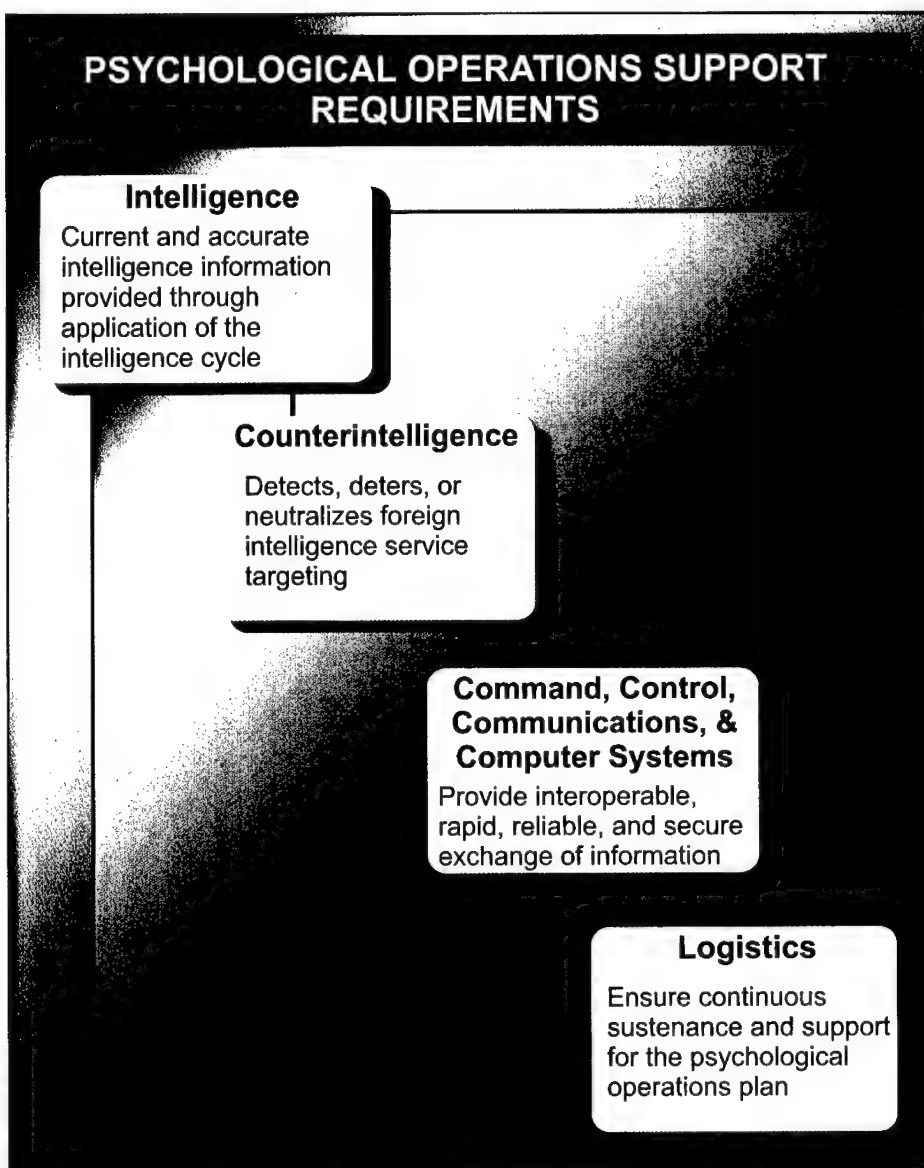 PSYCHOLOGICAL OPERATIONS SUPPORT
REQUIREMENTS
Intelligence
Current and accurate
intelligence information
provided through
application of the
intelligence cycle
Counterintelligence
Detects, deters, or
neutralizes foreign
intelligence service
targeting
Command, Control,
Communications, &
Computer Systems
Provide interoperable,
rapid, reliable, and secure
exchange of information
Logistics
Ensure continuous
sustenance and support
for the psychological
operations plan